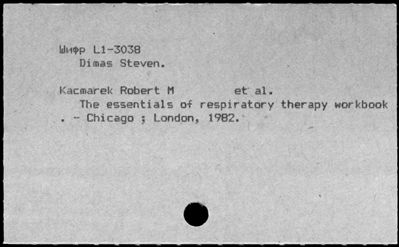 Шифр L1-3038
Dimas Steven.
Kacmarek Robert M et al.
The essentials of respiratory therapy workbook
. - Chicago ; London, 1982.